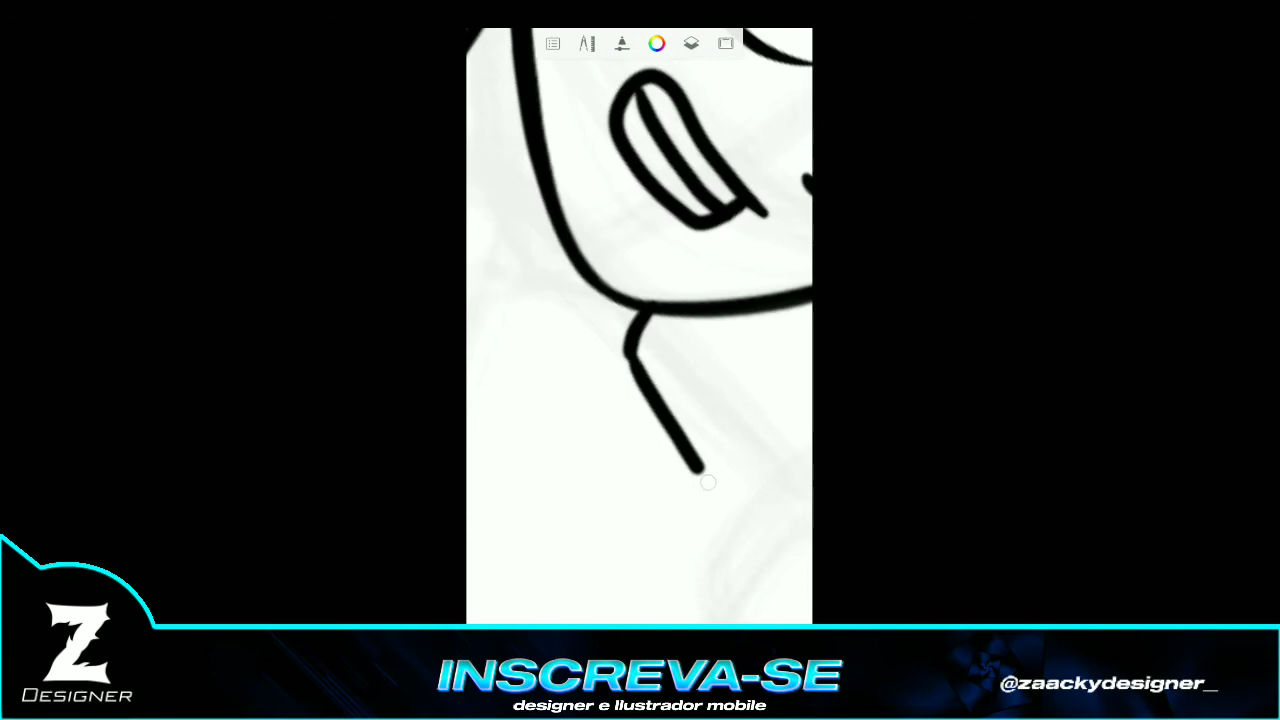 INSCREVA-SE
designer e Ilustrador mobile
@zaackydesigner_
Z
DESIGNER